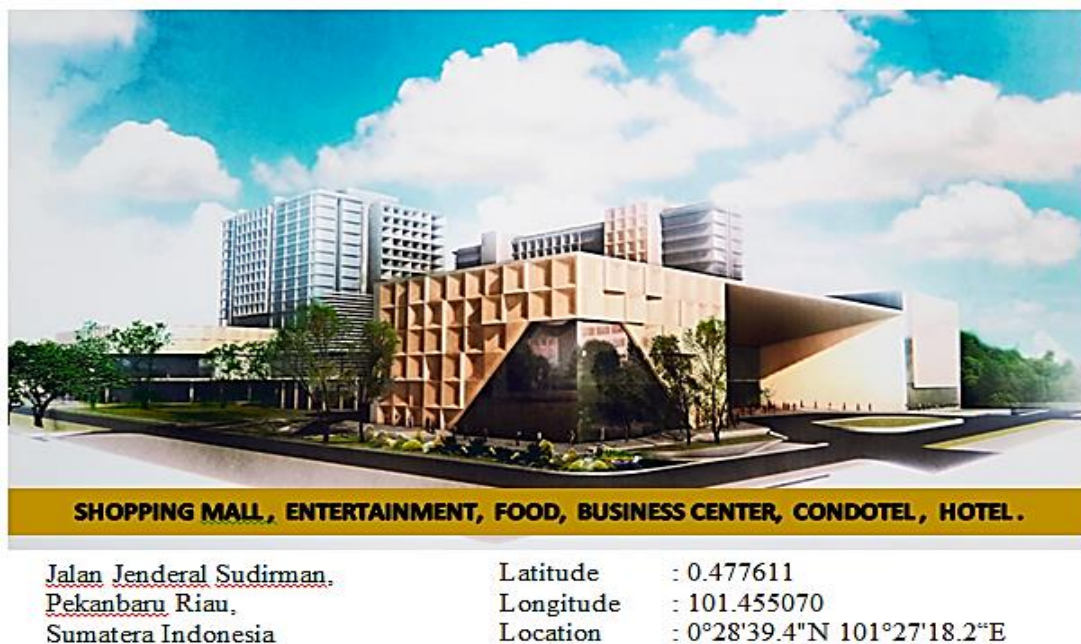 SHOPPING MALL, ENTERTAINMENT, FOOD, BUSINESS CENTER, CONDOTEL, HOTEL.
Jalan Jenderal Sudirman,
Pekanbaru Riau,
Sumatera Indonesia
Latitude : 0.477611
Longitude : 101.455070
Location : 0°28'39.4"N 101°27'18.2“E